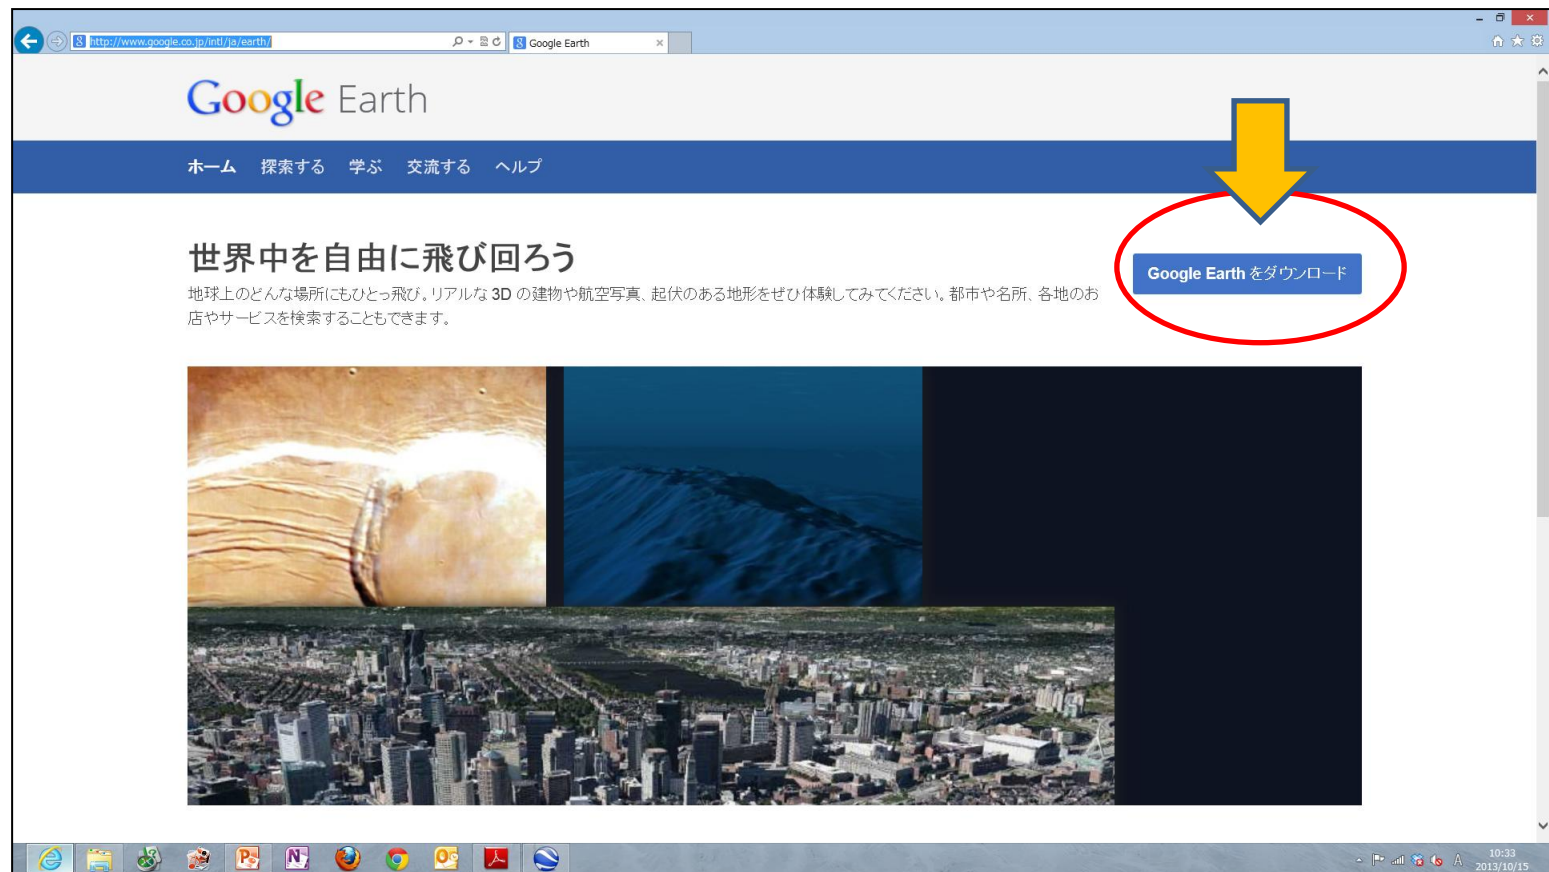 http://www.google.co.jp/intl/ja/earth/
Google Earth
Google Earth
ホーム 探索する 学ぶ 交流する ヘルプ
世界中を自由に飛び回ろう
地球上のどんな場所にもひとっ飛び。リアルな 3D の建物や航空写真、起伏のある地形をぜひ体験してみてください。都市や名所、各地のお
店やサービスを検索することもできます。
Google Earth をダウンロード
A
10:33
2013/10/15